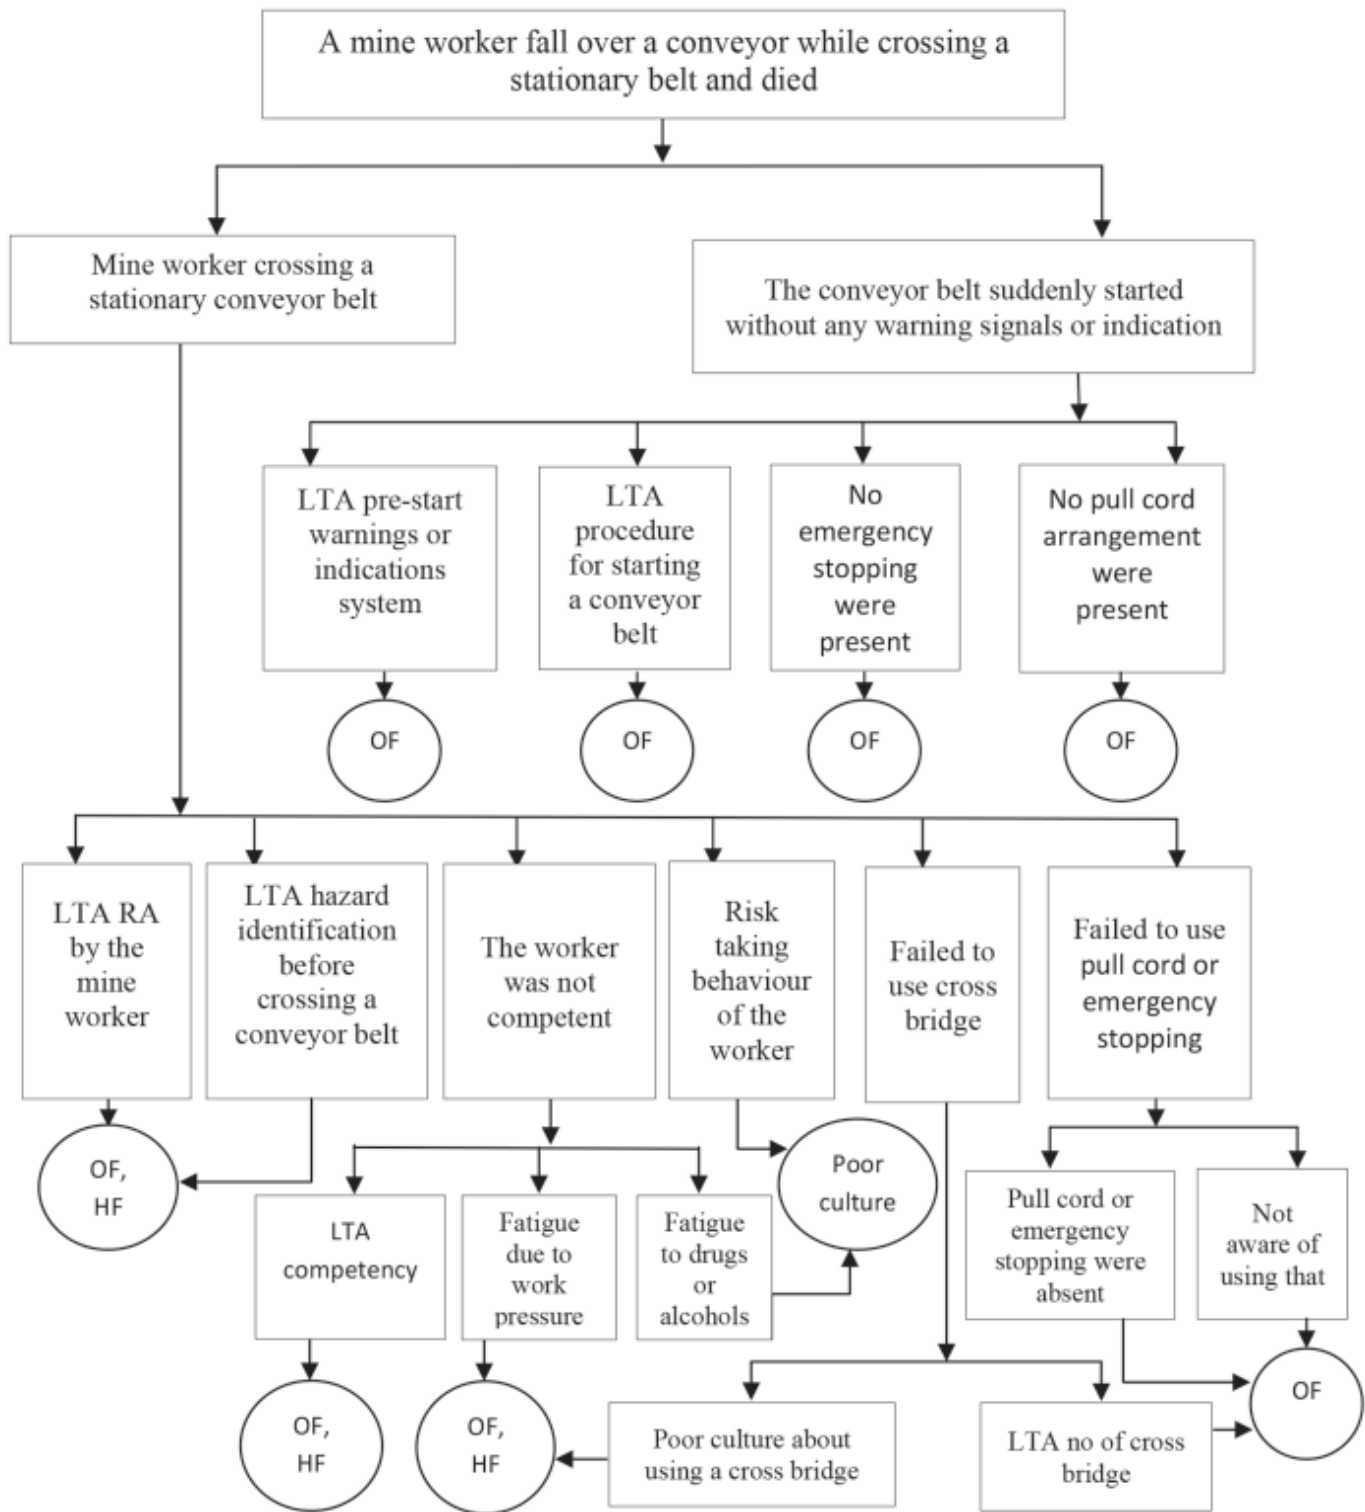 A mine worker fall over a conveyor while crossing a
stationary belt and died
Mine worker crossing a
stationary conveyor belt
The conveyor belt suddenly started
without any warning signals or indication
LTA pre-start
warnings or
indications
system
LTA
procedure
for starting
a conveyor
belt
No
emergency
stopping
were
present
No pull cord
arrangement
were
present
OF
OF
OF
OF
LTA RA
by the
mine
worker
LTA hazard
identification
before
crossing a
conveyor belt
The worker
was not
competent
Risk
taking
behaviour
of the
worker
Failed to
use cross
bridge
Failed to use
pull cord or
emergency
stopping
OF,
HF
Poor
culture
LTA
competency
Fatigue
due to
work
pressure
Fatigue
to drugs
or
alcohols
Pull cord or
emergency
stopping were
absent
Not
aware of
using that
OF,
HF
OF,
HF
Poor culture about
using a cross bridge
LTA no of cross
bridge
OF